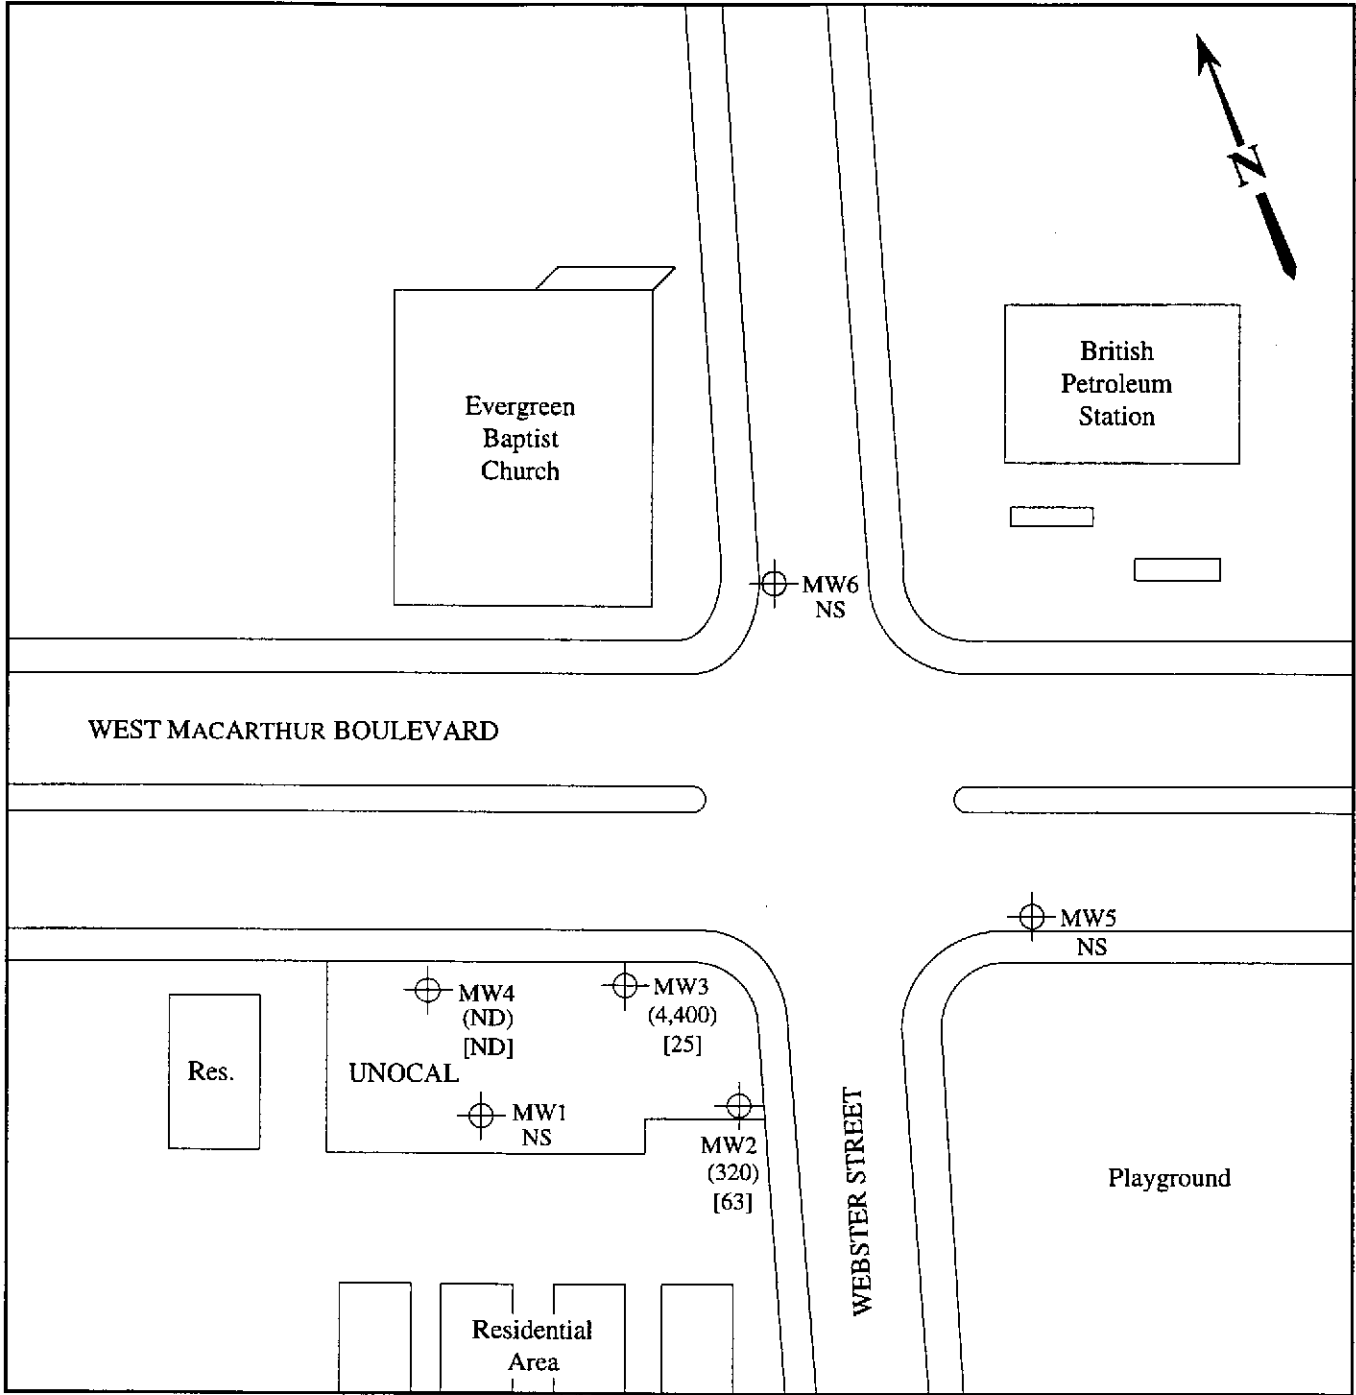 N
British
Petroleum
Station
Evergreen
Baptist
Church
MW6
NS
WEST MACARTHUR BOULEVARD
MW5
NS
MW4
(ND)
[ND]
MW3
(4,400)
[25]
Res.
UNOCAL
MW1
NS
MW2
(320)
[63]
WEBSTER STREET
Playground
Residential
Area